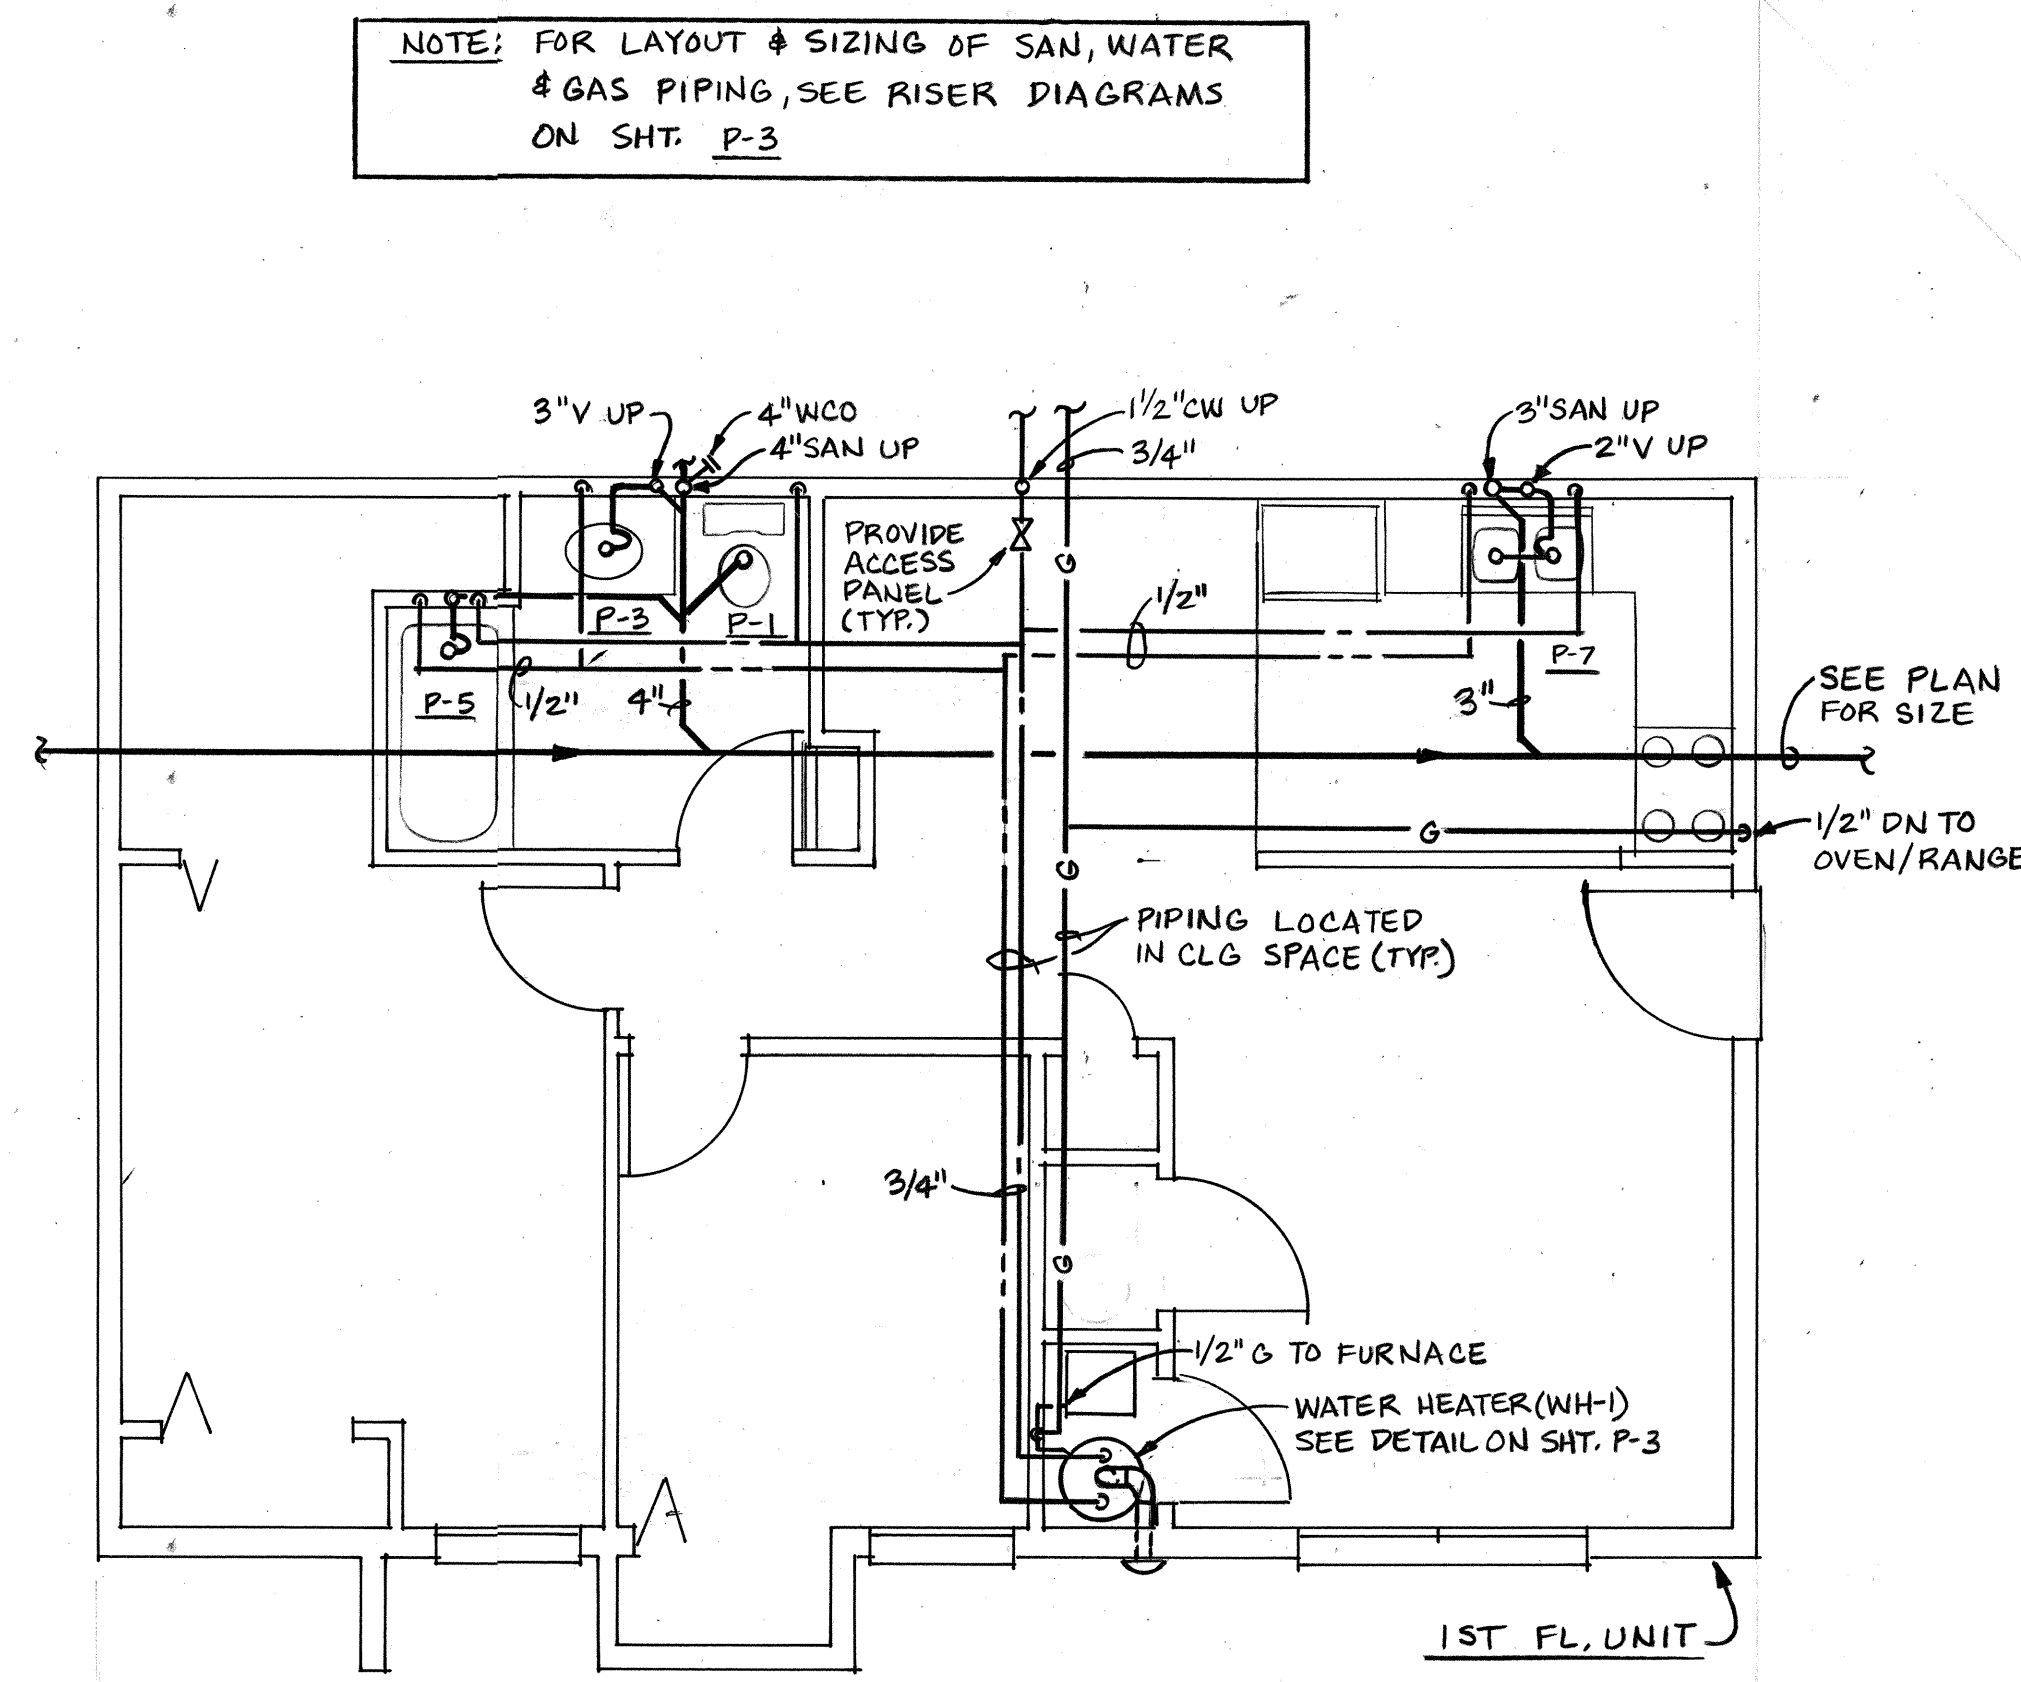 NOTE: FOR LAYOUT & SIZING OF SAN, WATER
& GAS PIPING, SEE RISER DIAGRAMS
ON SHT. P-3
3"V UP
4"WCO
4"SAN UP
1 1/2"CW UP
3/4"
3"SAN UP
2"V UP
PROVIDE
ACCESS
PANEL
(TYP.)
G
1/2"
P-3
P-1
P-7
P-5
1/2"
4"
3"
SEE PLAN
FOR SIZE
G
1/2" DN TO
OVEN/RANGE
G
PIPING LOCATED
IN CLG SPACE (TYP.)
3/4"
G
1/2" G TO FURNACE
WATER HEATER (WH-1)
SEE DETAIL ON SHT. P-3
1ST FL. UNIT